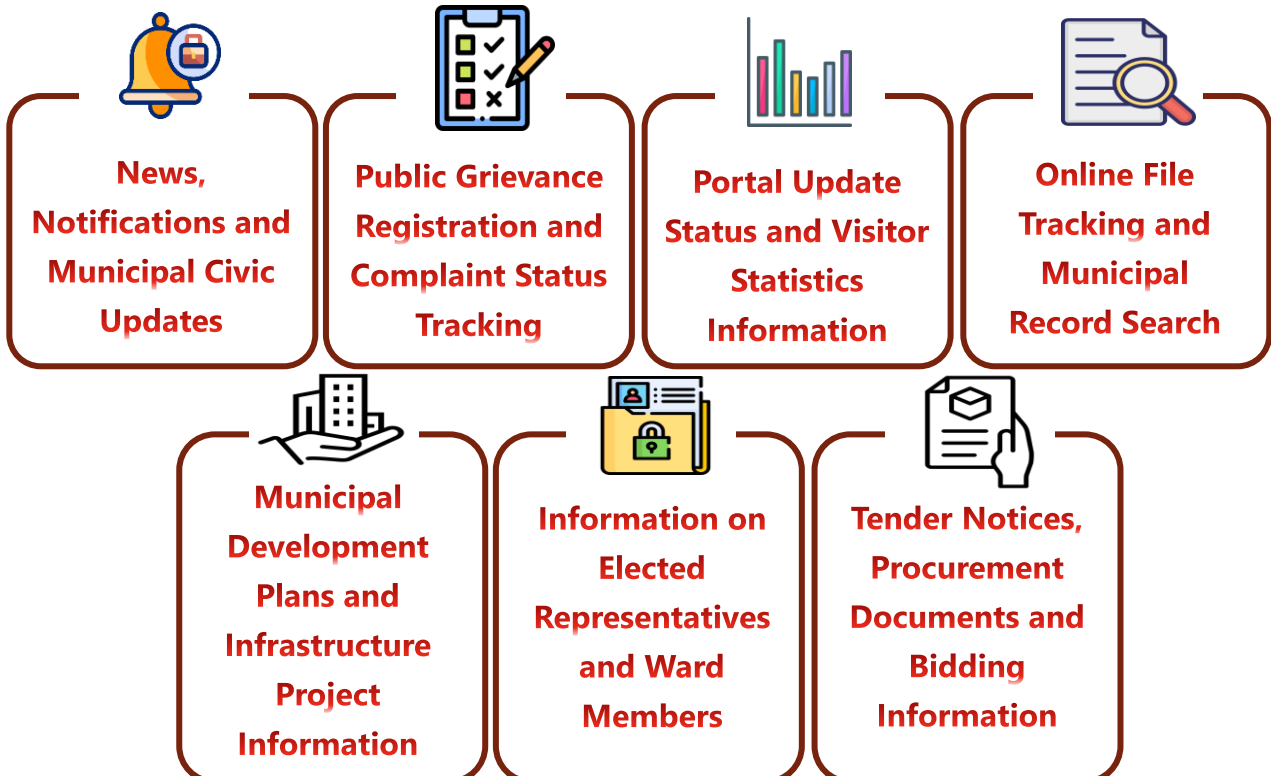 News,
Notifications and
Municipal Civic
Updates
Public Grievance
Registration and
Complaint Status
Tracking
Portal Update
Status and Visitor
Statistics
Information
Online File
Tracking and
Municipal
Record Search
Municipal
Development
Plans and
Infrastructure
Project
Information
Information on
Elected
Representatives
and Ward
Members
Tender Notices,
Procurement
Documents and
Bidding
Information